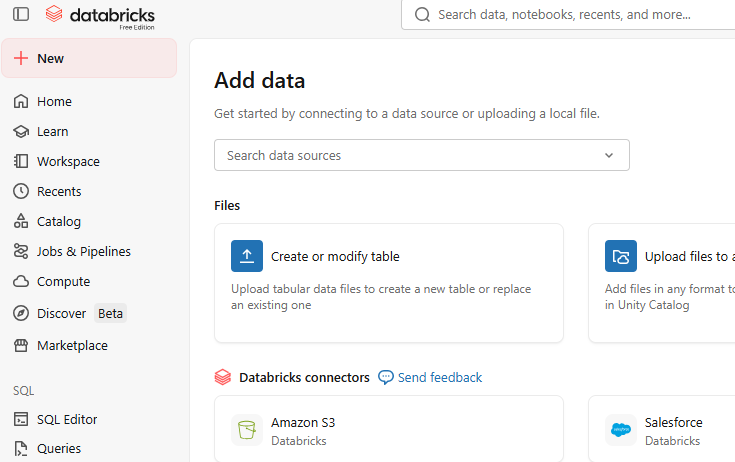 databricks
Free Edition
Search data, notebooks, recents, and more...
New
Home
Learn
Workspace
Recents
Catalog
Jobs & Pipelines
Compute
Discover Beta
Marketplace
SQL
SQL Editor
Queries
Add data
Get started by connecting to a data source or uploading a local file.
Search data sources
Files
Create or modify table
Upload tabular data files to create a new table or replace
an existing one
Upload files to a
Add files in any format to
in Unity Catalog
Databricks connectors Send feedback
Amazon S3
Databricks
Salesforce
Databricks